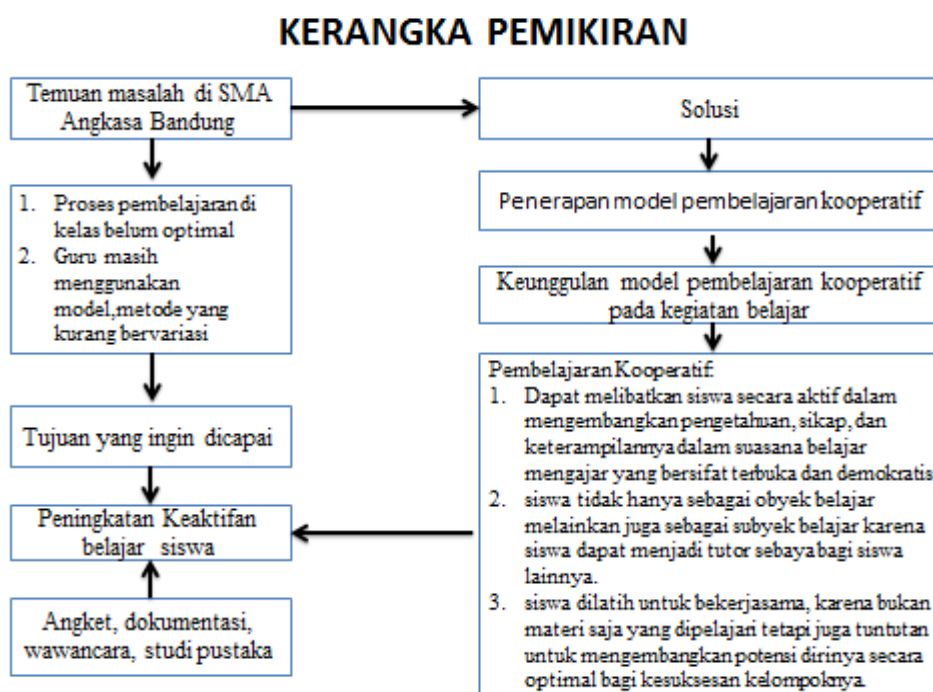 KERANGKA PEMIKIRAN
Temuan masalah di SMA
Angkasa Bandung
1. Proses pembelajaran di
kelas belum optimal
2. Guru masih
menggunakan
model,metode yang
kurang bervariasi
Tujuan yang ingin dicapai
Peningkatan Keaktifan
belajar siswa
Angket, dokumentasi,
wawancara, studi pustaka
Solusi
Penerapan model pembelajaran kooperatif
Keunggulan model pembelajaran kooperatif
pada kegiatan belajar
Pembelajaran Kooperatif:
1. Dapat melibatkan siswa secara aktif dalam
mengembangkan pengetahuan, sikap, dan
keterampilannya dalam suasana belajar
mengajar yang bersifat terbuka dan demokratis
2. siswa tidak hanya sebagai obyek belajar
melainkan juga sebagai subyek belajar karena
siswa dapat menjadi tutor sebaya bagi siswa
lainnya.
3. siswa dilatih untuk bekerjasama, karena bukan
materi saja yang dipelajari tetapi juga tuntutan
untuk mengembangkan potensi dirinya secara
optimal bagi kesuksesan kelompoknya.